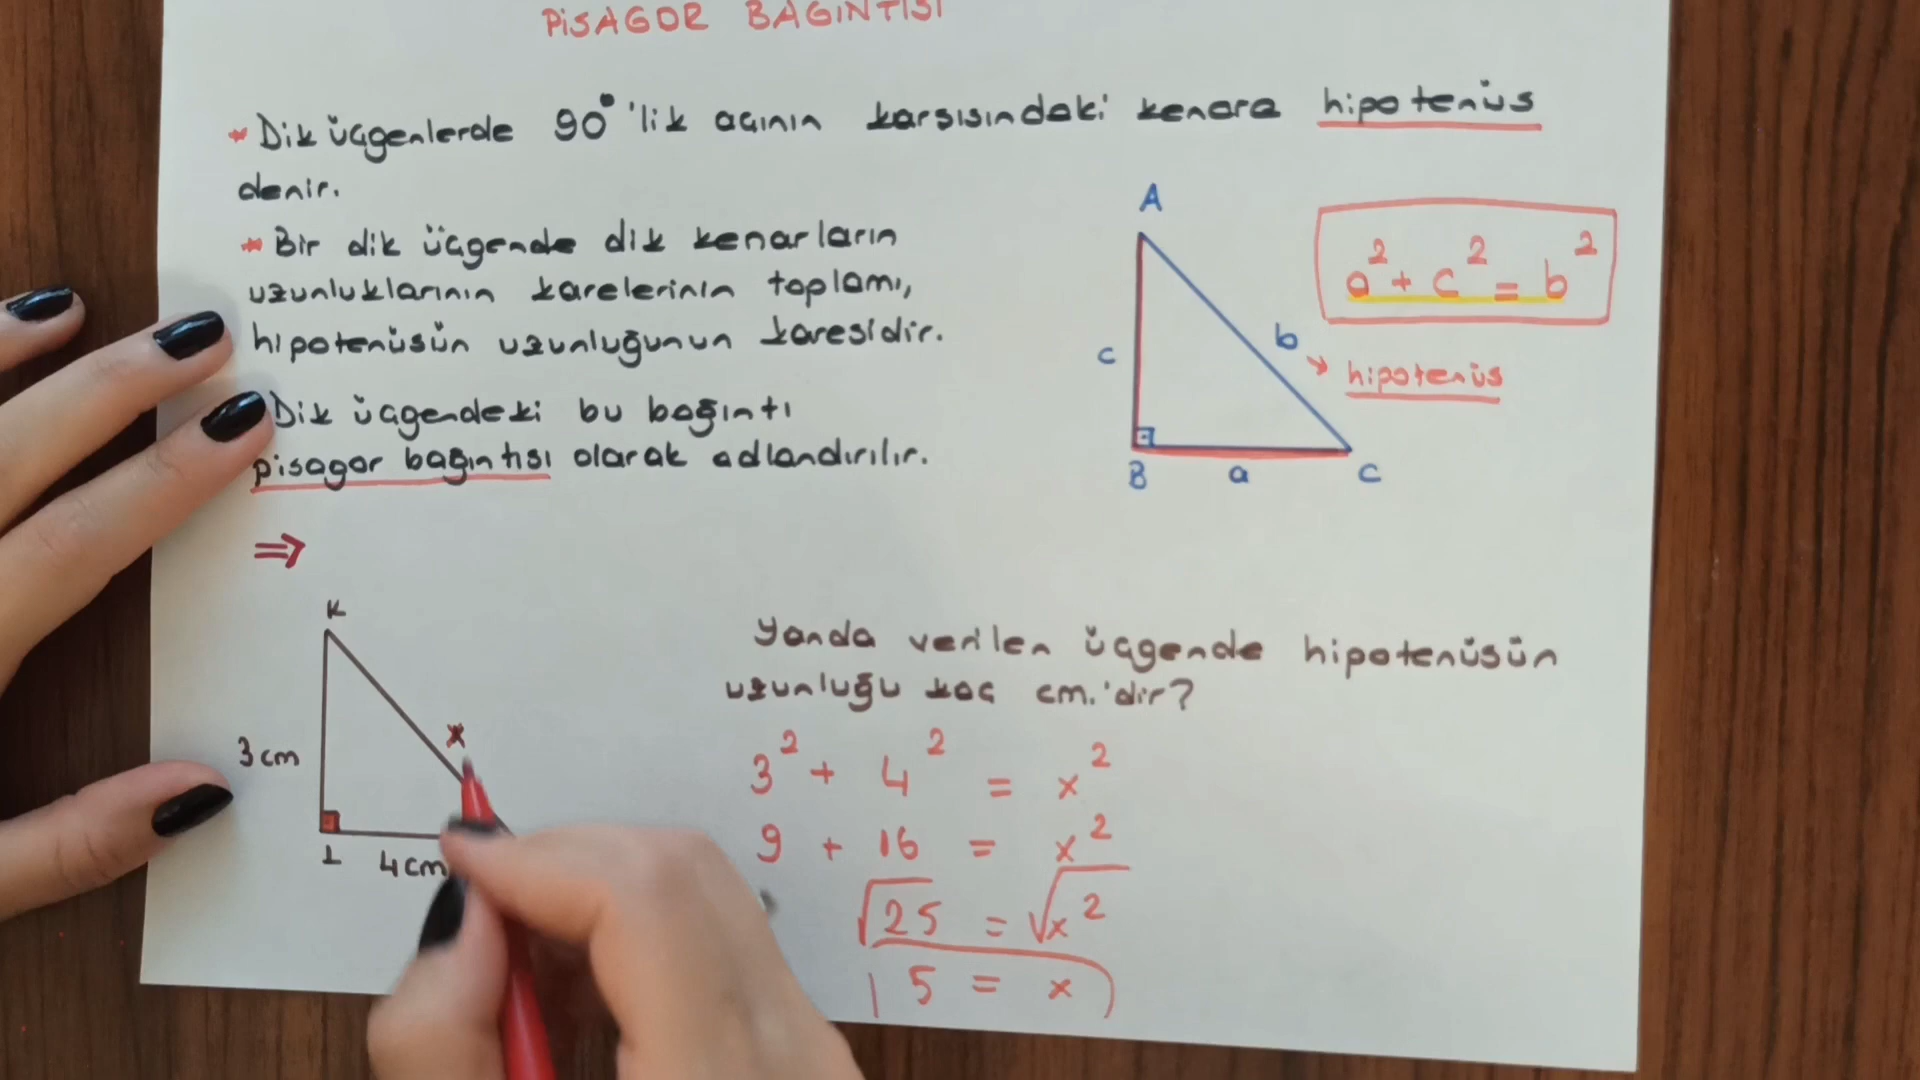 PİSAGOR BAGINTISI
* Dik üçgenlerde 90°'lik açının karşısındaki kenara hipotenüs
denir.
* Bir dik üçgende dik kenarların
uzunluklarının karelerinin toplamı,
hipotenüsün uzunluğunun karesidir.
Dik üçgendeki bu bağıntı
pisagor bağıntısı olarak adlandırılır.
A
c
b
B
a
C
a² + c² = b²
→ hipotenüs
⇒
K
3 cm
x
L
4 cm
Yanda verilen üçgende hipotenüsün
uzunluğu kaç cm.'dir?
3² + 4² = x²
9 + 16 = x²
√25 = √x²
5 = x